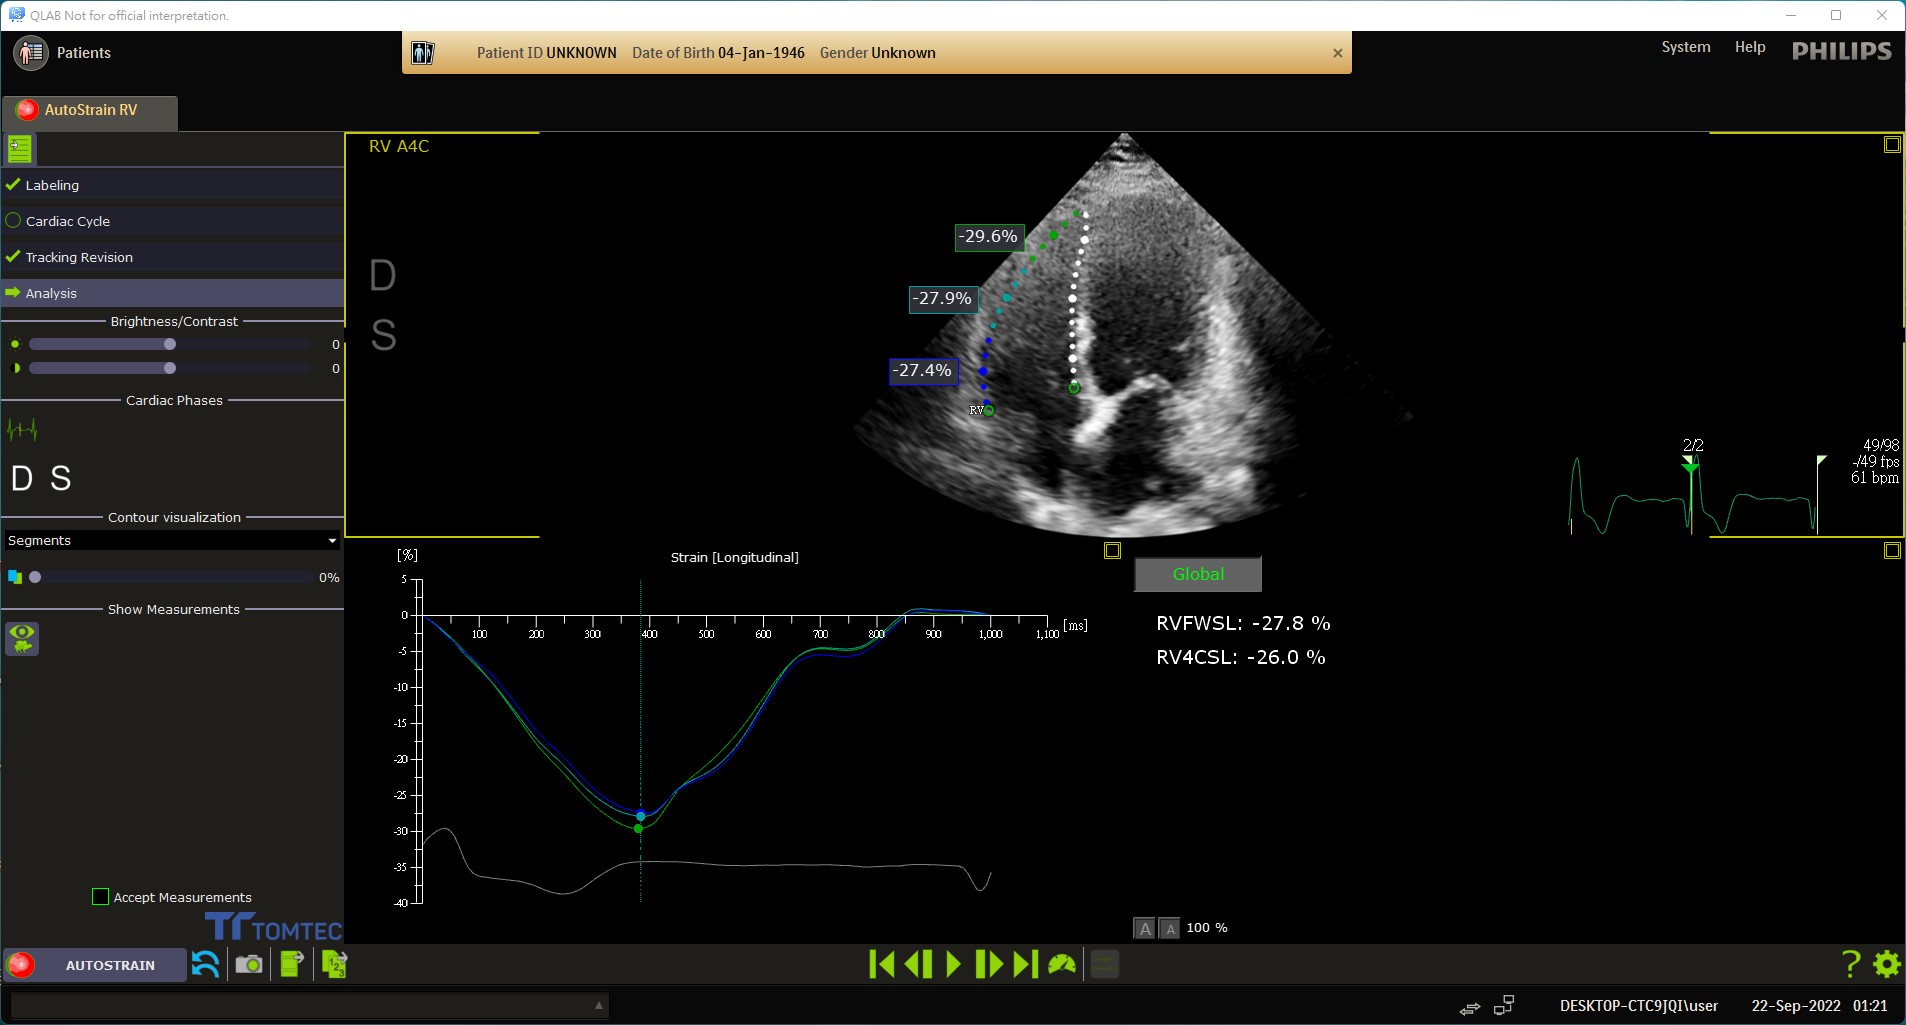 QLAB Not for official interpretation.
Patients
Patient ID UNKNOWN Date of Birth 04-Jan-1946 Gender Unknown
System Help PHILIPS
AutoStrain RV
Labeling
Cardiac Cycle
Tracking Revision
Analysis
Brightness/Contrast
0
0
Cardiac Phases
D S
Contour visualization
Segments
0%
Show Measurements
Accept Measurements
TOMTEC
RV A4C
D
S
-29.6%
-27.9%
-27.4%
RV
2/2
49/98
-/49 fps
61 bpm
[%]
Strain [Longitudinal]
5
0
-5
-10
-15
-20
-25
-30
-35
-40
100 200 300 400 500 600 700 800 900 1,000 1,100 [ms]
Global
RVFWSL: -27.8 %
RV4CSL: -26.0 %
A A 100 %
AUTOSTRAIN
123
?
DESKTOP-CTC9JQI\user 22-Sep-2022 01:21